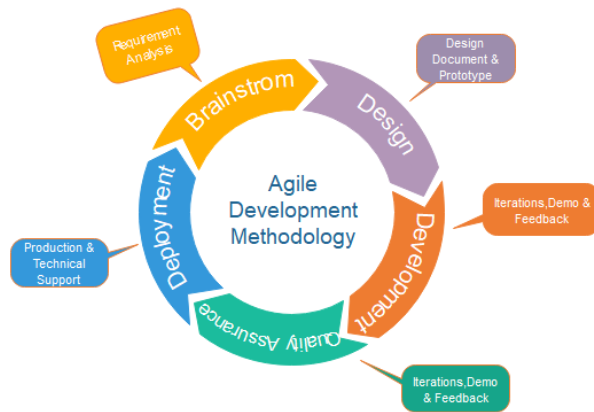 Requirement
Analysis
Brainstrom
Design
Document &
Prototype
Design
Agile
Development
Methodology
Iterations,Demo &
Feedback
Development
Deployment
Production &
Technical
Support
Quality Assurance
Iterations,Demo
& Feedback